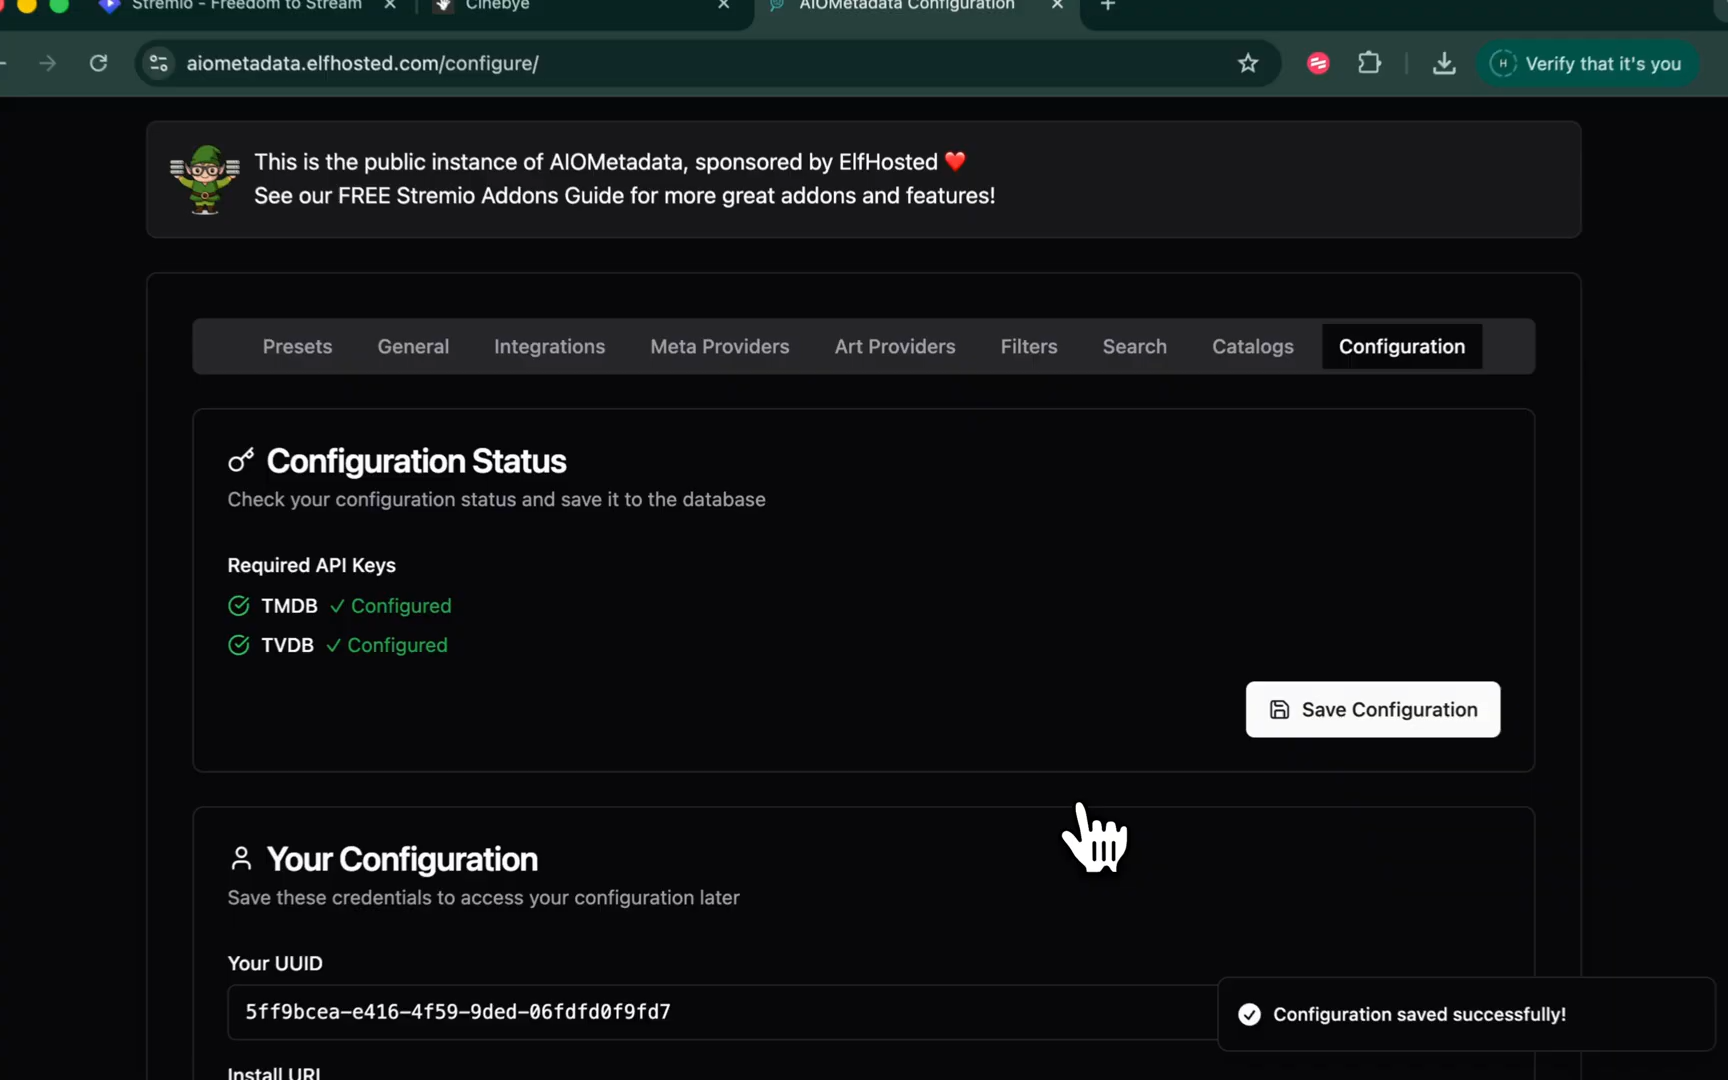 Stremio - Freedom to Stream
Cinebye
AIOMetadata Configuration
aiometadata.elfhosted.com/configure/
H
Verify that it's you
This is the public instance of AIOMetadata, sponsored by ElfHosted ❤️
See our FREE Stremio Addons Guide for more great addons and features!
Presets
General
Integrations
Meta Providers
Art Providers
Filters
Search
Catalogs
Configuration
Configuration Status
Check your configuration status and save it to the database
Required API Keys
TMDB ✓ Configured
TVDB ✓ Configured
Save Configuration
Your Configuration
Save these credentials to access your configuration later
Your UUID
5ff9bcea-e416-4f59-9ded-06fdfd0f9fd7
Configuration saved successfully!
Install URL